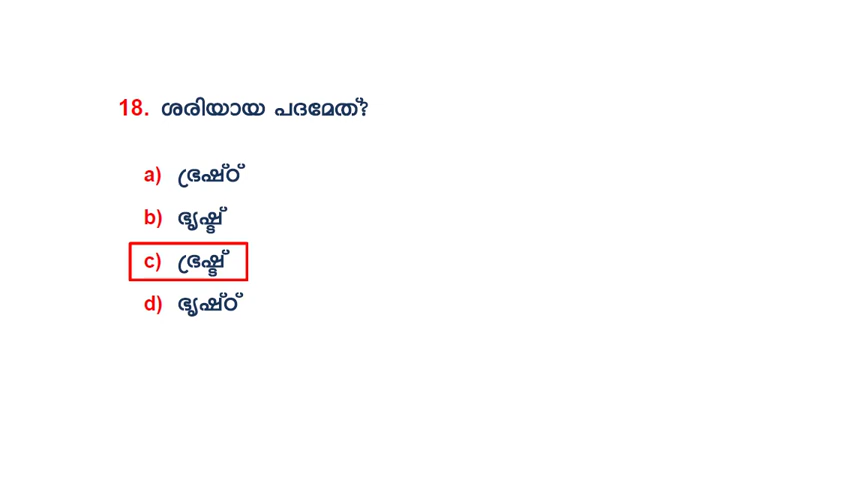 18. ശരിയായ പദമേത്?
a) ഭ്രഷ്ഠ്
b) ഭൃഷ്ട്
c) ഭ്രഷ്ട്
d) ഭൃഷ്ഠ്